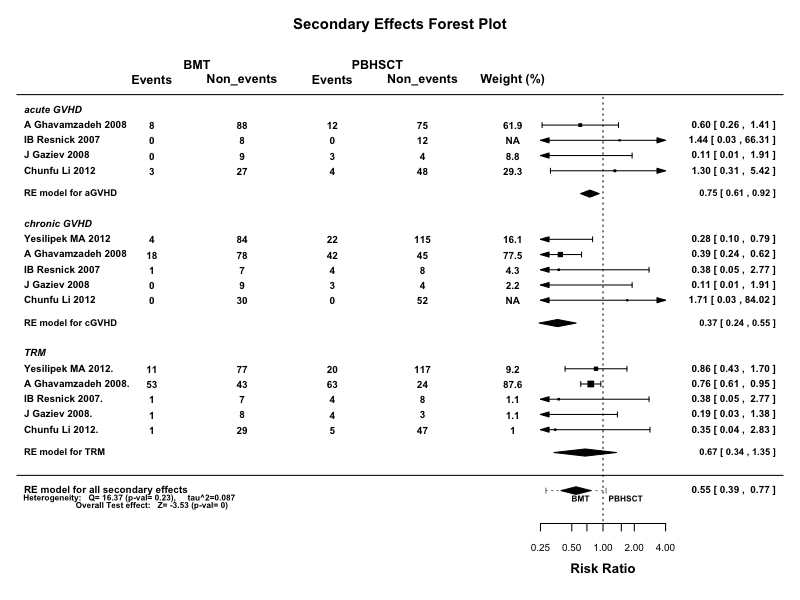 Secondary Effects Forest Plot
BMT PBHSCT
Events Non_events Events Non_events Weight (%)
acute GVHD
A Ghavamzadeh 2008 8 88 12 75 61.9 0.60 [ 0.26 , 1.41 ]
IB Resnick 2007 0 8 0 12 NA 1.44 [ 0.03 , 66.31 ]
J Gaziev 2008 0 9 3 4 8.8 0.11 [ 0.01 , 1.91 ]
Chunfu Li 2012 3 27 4 48 29.3 1.30 [ 0.31 , 5.42 ]
RE model for aGVHD 0.75 [ 0.61 , 0.92 ]
chronic GVHD
Yesilipek MA 2012 4 84 22 115 16.1 0.28 [ 0.10 , 0.79 ]
A Ghavamzadeh 2008 18 78 42 45 77.5 0.39 [ 0.24 , 0.62 ]
IB Resnick 2007 1 7 4 8 4.3 0.38 [ 0.05 , 2.77 ]
J Gaziev 2008 0 9 3 4 2.2 0.11 [ 0.01 , 1.91 ]
Chunfu Li 2012 0 30 0 52 NA 1.71 [ 0.03 , 84.02 ]
RE model for cGVHD 0.37 [ 0.24 , 0.55 ]
TRM
Yesilipek MA 2012. 11 77 20 117 9.2 0.86 [ 0.43 , 1.70 ]
A Ghavamzadeh 2008. 53 43 63 24 87.6 0.76 [ 0.61 , 0.95 ]
IB Resnick 2007. 1 7 4 8 1.1 0.38 [ 0.05 , 2.77 ]
J Gaziev 2008. 1 8 4 3 1.1 0.19 [ 0.03 , 1.38 ]
Chunfu Li 2012. 1 29 5 47 1 0.35 [ 0.04 , 2.83 ]
RE model for TRM 0.67 [ 0.34 , 1.35 ]
RE model for all secondary effects 0.55 [ 0.39 , 0.77 ]
Heterogeneity: Q= 16.37 (p-val= 0.23), tau^2=0.087 BMT PBHSCT
Overall Test effect: Z= -3.53 (p-val= 0)
0.25 0.50 1.00 2.00 4.00
Risk Ratio